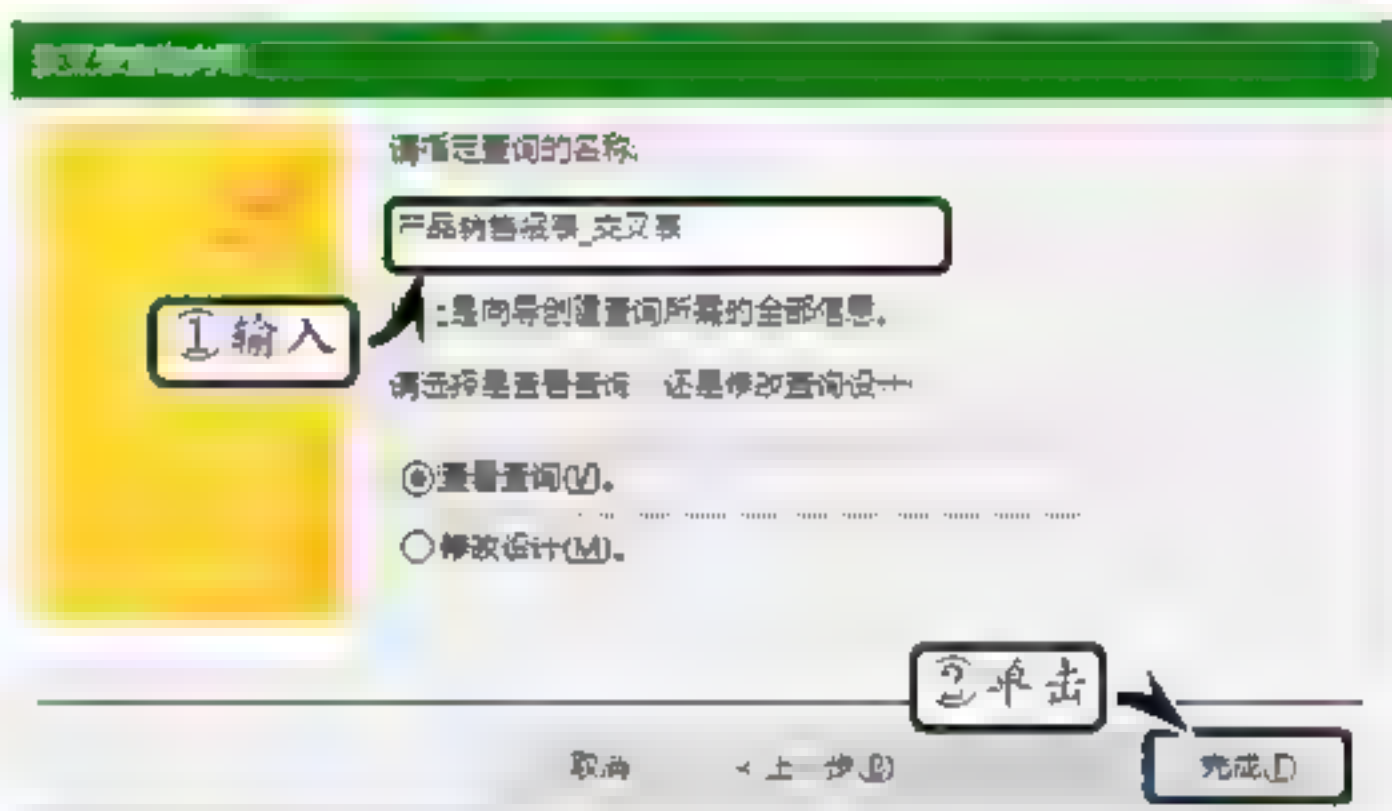 请指定查询的名称:
产品销售报表_交叉表
①输入
上是向导创建查询所需的全部信息。
请选择是查看查询 还是修改查询设计
查看查询(V)。
修改设计(M)。
②单击
取消 < 上一步(B) 完成(F)